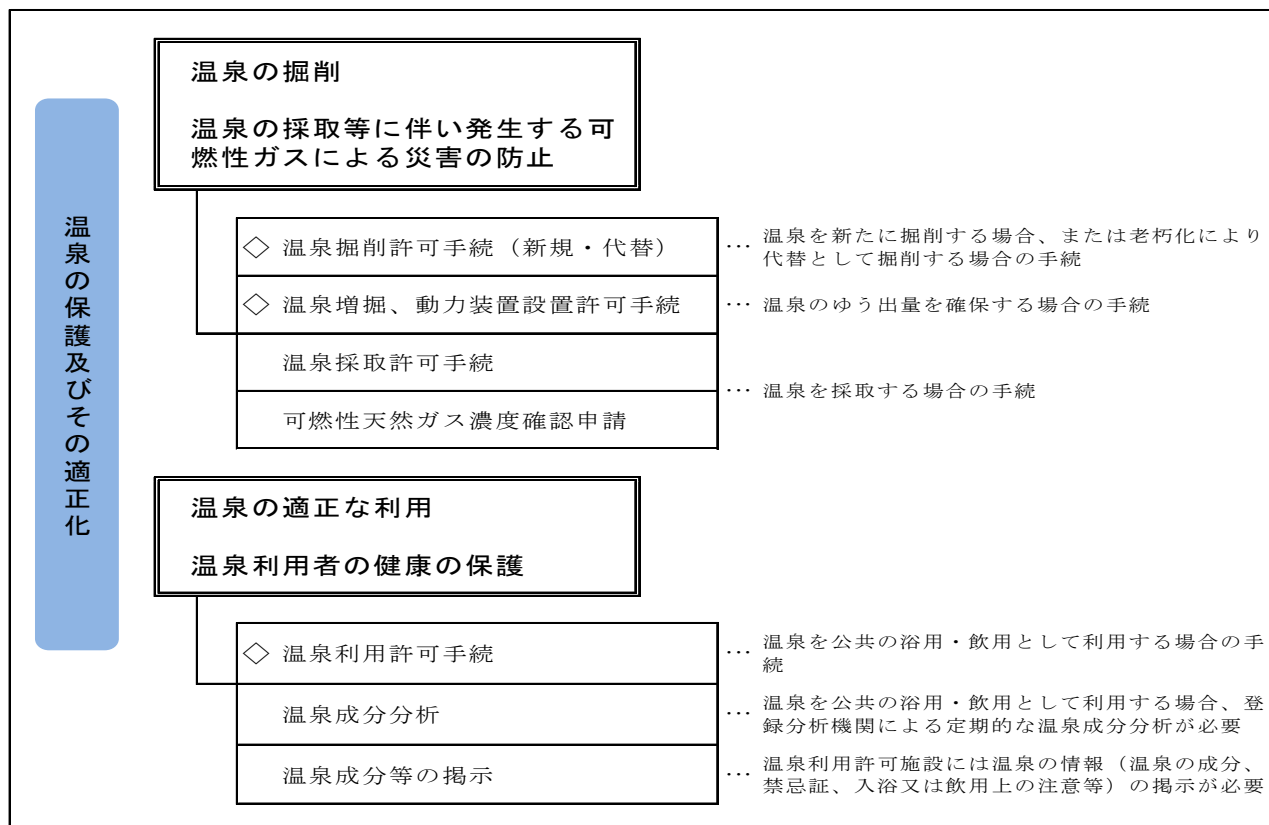 温泉の保護及びその適正化
温泉の掘削
温泉の採取等に伴い発生する可
燃性ガスによる災害の防止
◇ 温泉掘削許可手続（新規・代替）
… 温泉を新たに掘削する場合、または老朽化により
代替として掘削する場合の手続
◇ 温泉増掘、動力装置設置許可手続
… 温泉のゆう出量を確保する場合の手続
温泉採取許可手続
… 温泉を採取する場合の手続
可燃性天然ガス濃度確認申請
温泉の適正な利用
温泉利用者の健康の保護
◇ 温泉利用許可手続
… 温泉を公共の浴用・飲用として利用する場合の手
続
温泉成分分析
… 温泉を公共の浴用・飲用として利用する場合、登
録分析機関による定期的な温泉成分分析が必要
温泉成分等の掲示
… 温泉利用許可施設には温泉の情報（温泉の成分、
禁忌証、入浴又は飲用上の注意等）の掲示が必要